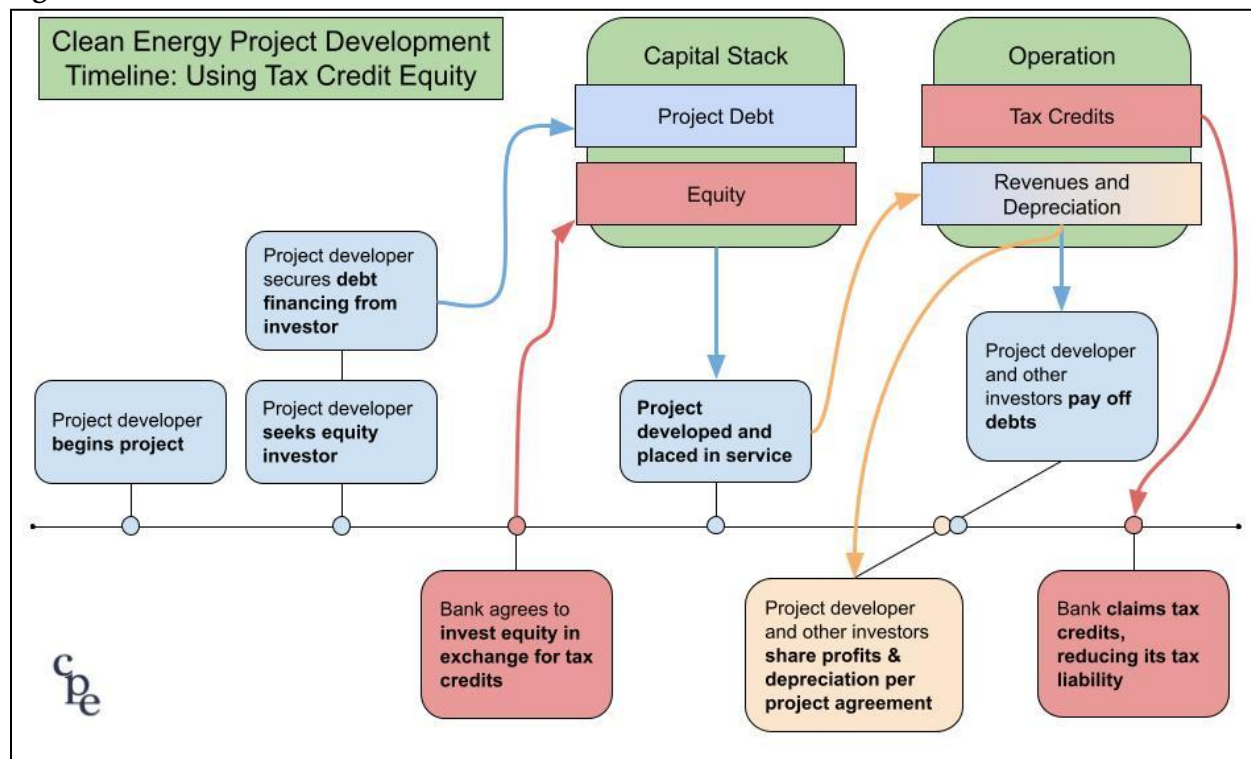 Clean Energy Project Development
Timeline: Using Tax Credit Equity
Capital Stack
Project Debt
Equity
Operation
Tax Credits
Revenues and
Depreciation
Project developer
secures debt
financing from
investor
Project developer
begins project
Project developer
seeks equity
investor
Project
developed and
placed in service
Project developer
and other
investors pay off
debts
Bank agrees to
invest equity in
exchange for tax
credits
Project developer
and other investors
share profits &
depreciation per
project agreement
Bank claims tax
credits,
reducing its tax
liability
cpe